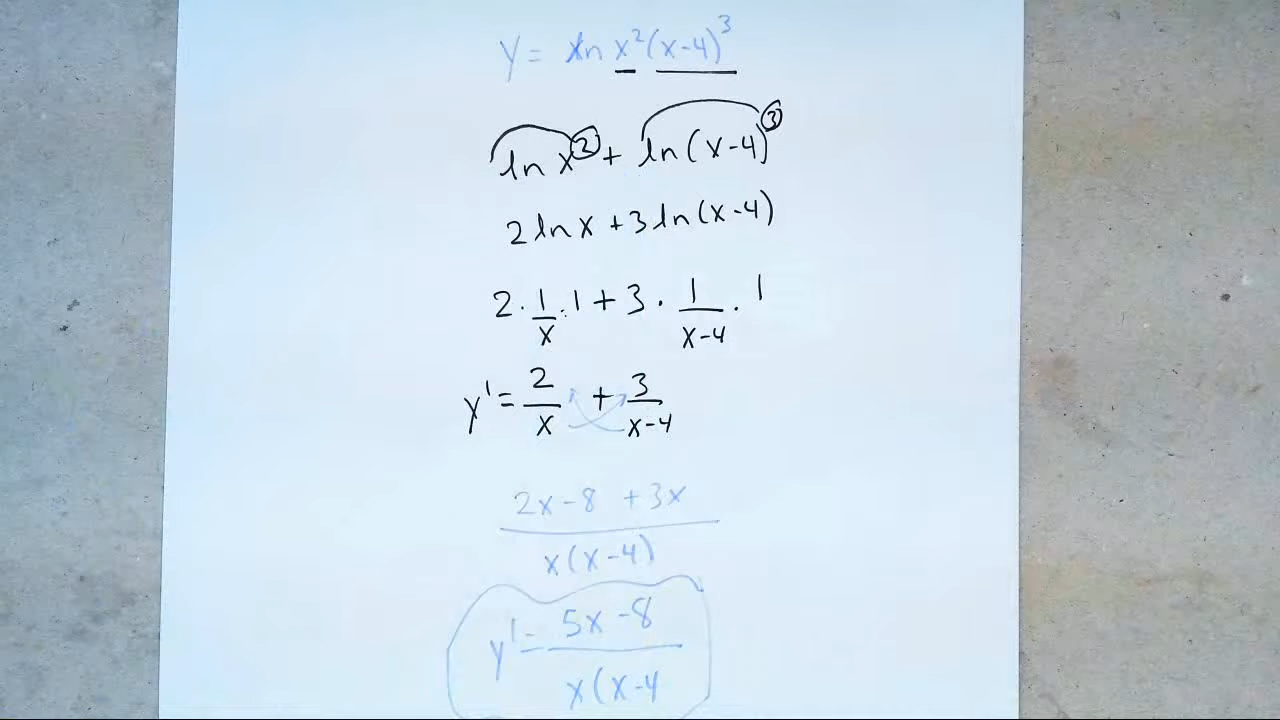 y = ln x²(x-4)³
ln x² + ln(x-4)³
2 ln x + 3 ln(x-4)
2 · 1/x · 1 + 3 · 1/(x-4) · 1
y' = 2/x + 3/(x-4)
(2x - 8 + 3x)/(x(x-4))
y' = (5x - 8)/(x(x-4